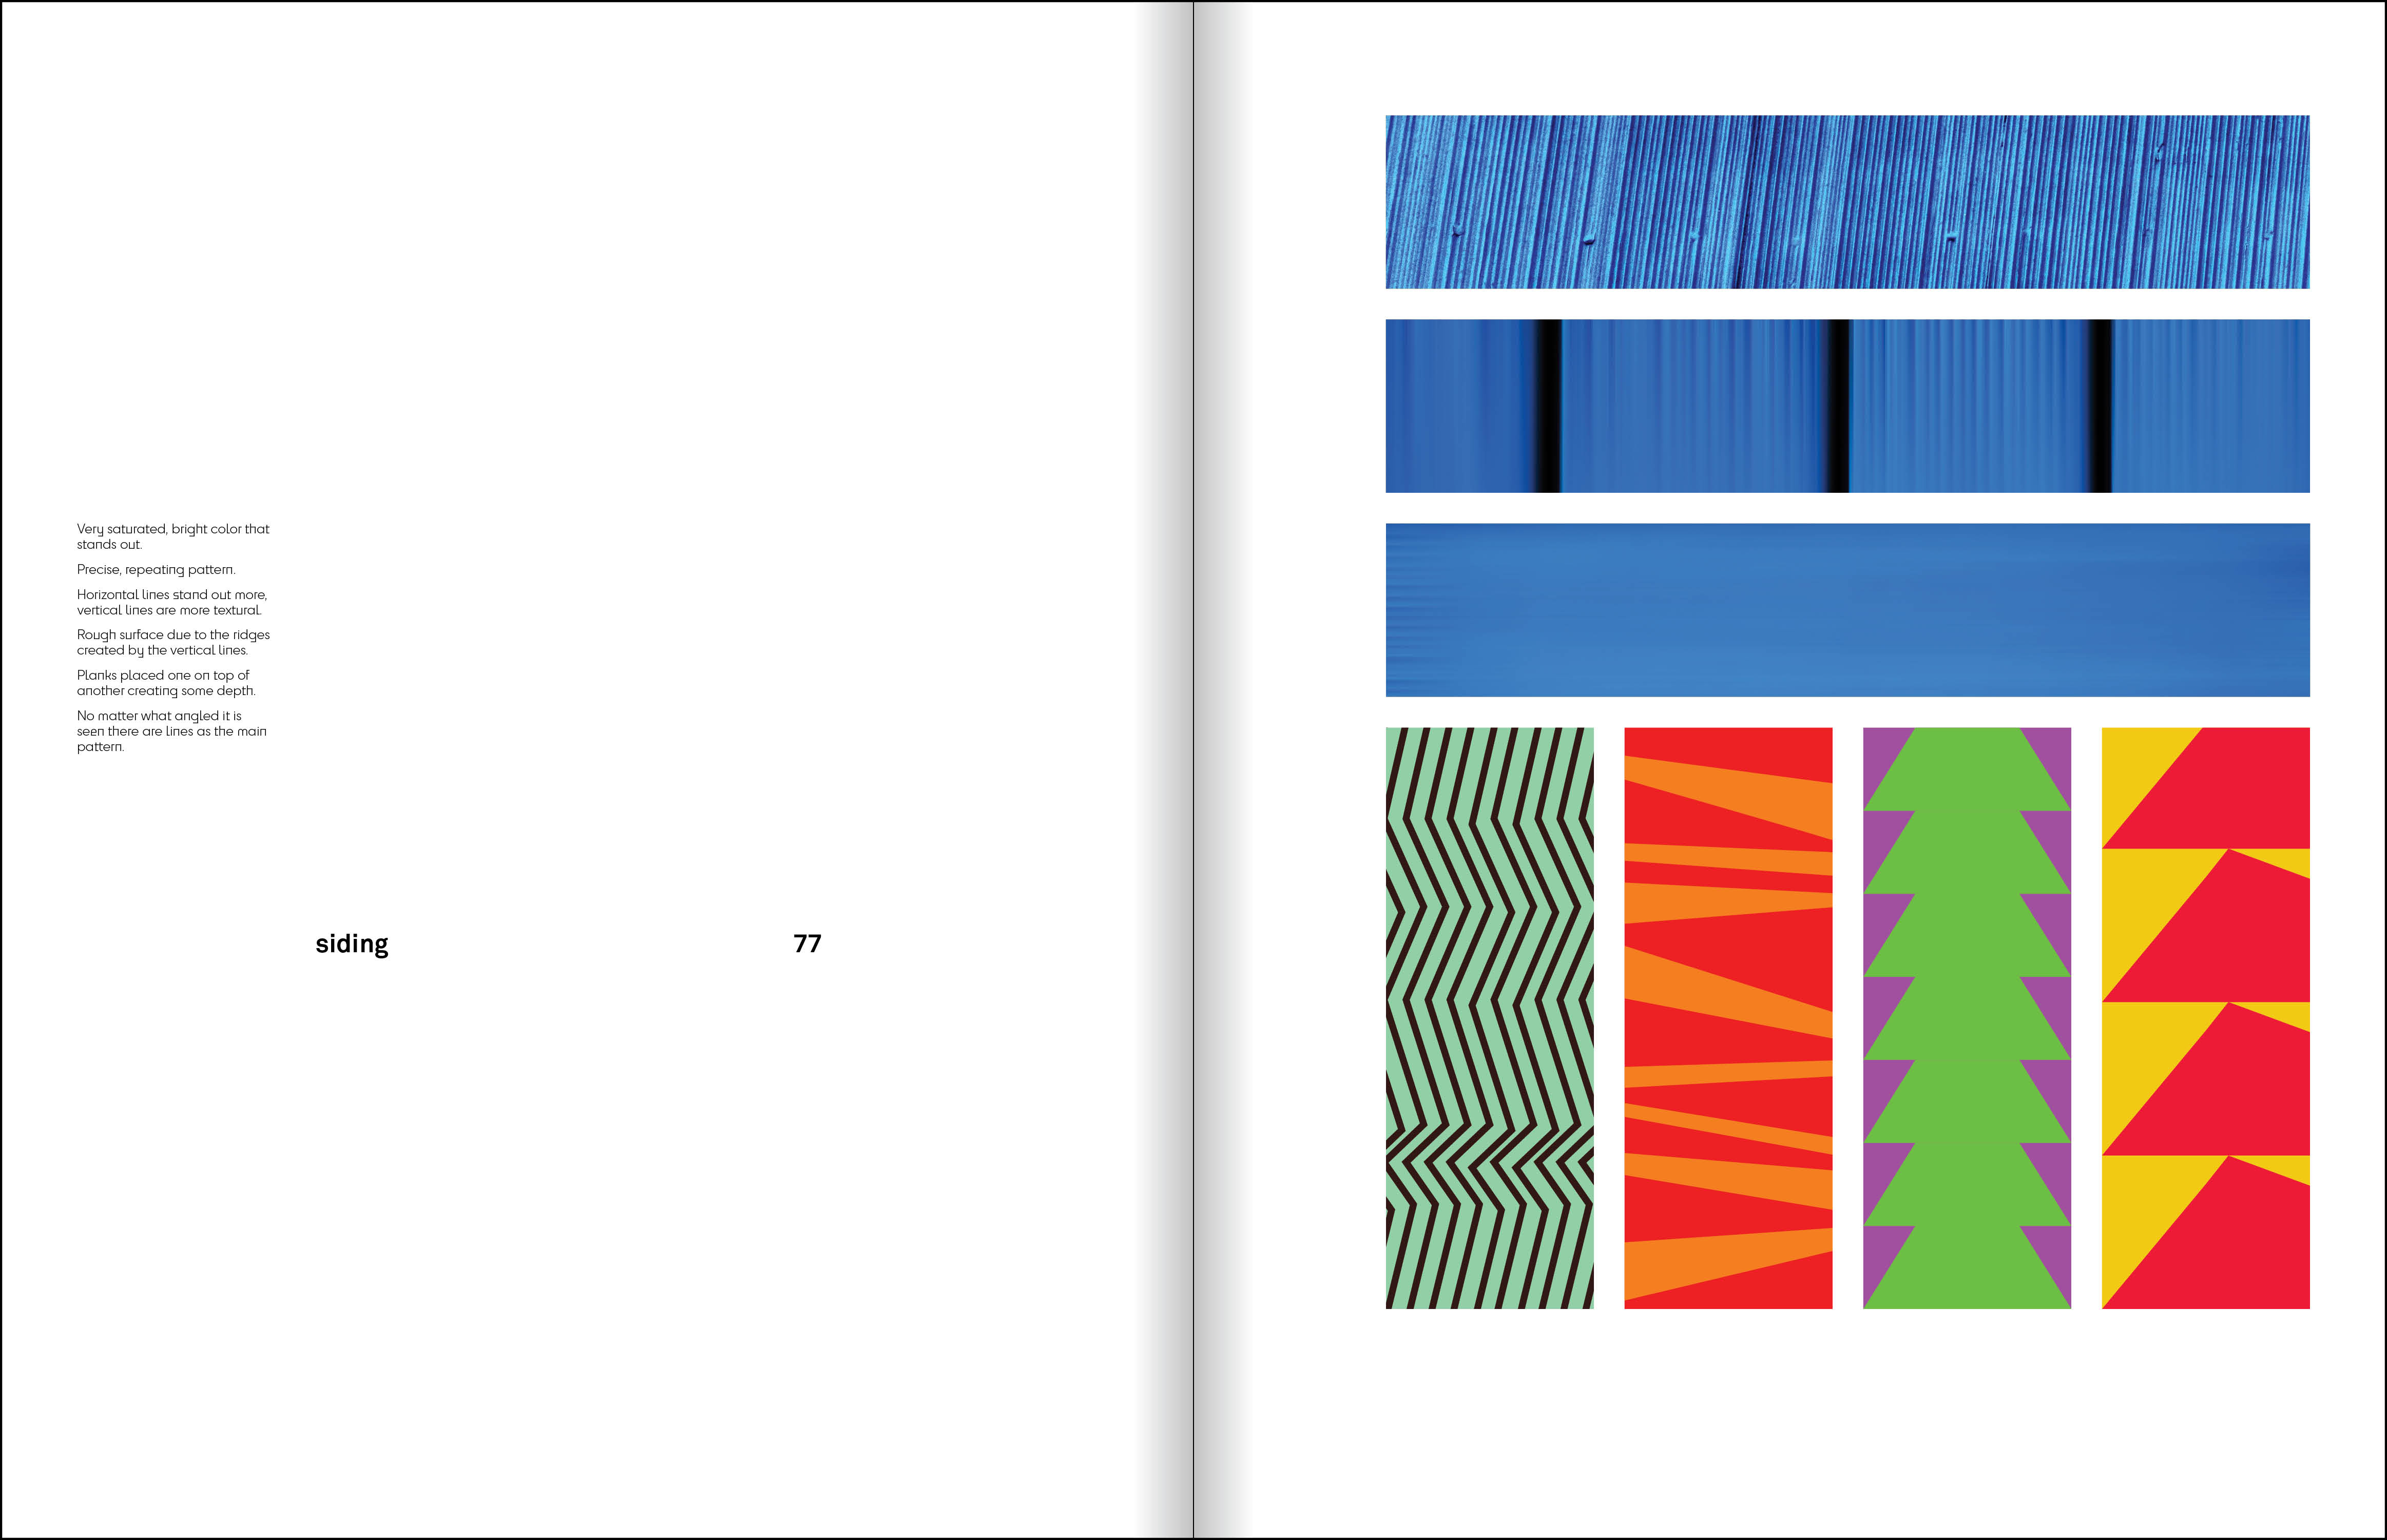 Very saturated, bright color that
stands out.
Precise, repeating pattern.
Horizontal lines stand out more,
vertical lines are more textural.
Rough surface due to the ridges
created by the vertical lines.
Planks placed one on top of
another creating some depth.
No matter what angled it is
seen there are lines as the main
pattern.
siding
77